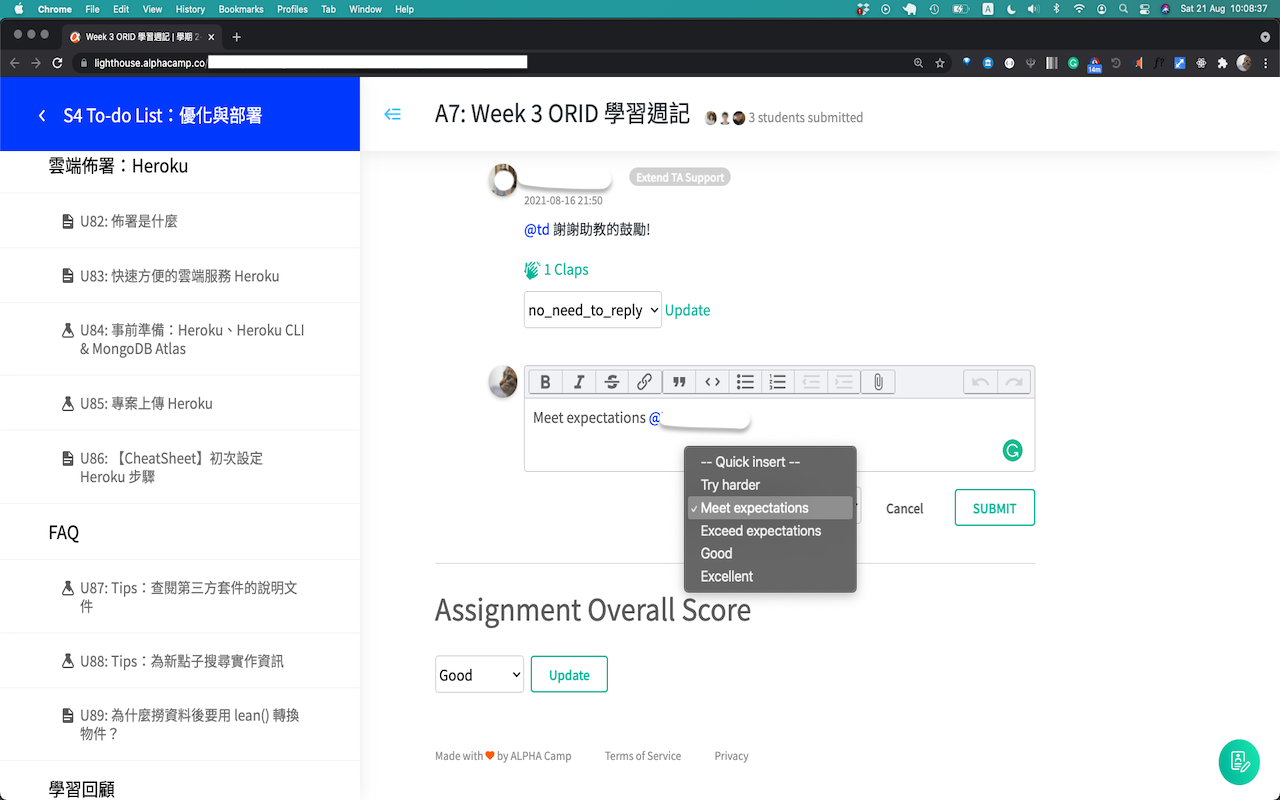 Chrome File Edit View History Bookmarks Profiles Tab Window Help
A
Sat 21 Aug 10:08:37
Week 3 ORID 學習週記 | 學期 2-
lighthouse.alphacamp.co
14m
f?
S4 To-do List：優化與部署
雲端佈署：Heroku
U82: 佈署是什麼
U83: 快速方便的雲端服務 Heroku
U84: 事前準備：Heroku、Heroku CLI
& MongoDB Atlas
U85: 專案上傳 Heroku
U86: 【CheatSheet】初次設定
Heroku 步驟
FAQ
U87: Tips：查閱第三方套件的說明文
件
U88: Tips：為新點子搜尋實作資訊
U89: 為什麼撈資料後要用 lean() 轉換
物件？
學習回顧
A7: Week 3 ORID 學習週記
3 students submitted
Extend TA Support
2021-08-16 21:50
@td 謝謝助教的鼓勵!
1 Claps
no_need_to_reply
Update
B I S
Meet expectations @
-- Quick insert --
Try harder
✓ Meet expectations
Exceed expectations
Good
Excellent
Cancel
SUBMIT
Assignment Overall Score
Good
Update
Made with ♥ by ALPHA Camp
Terms of Service
Privacy